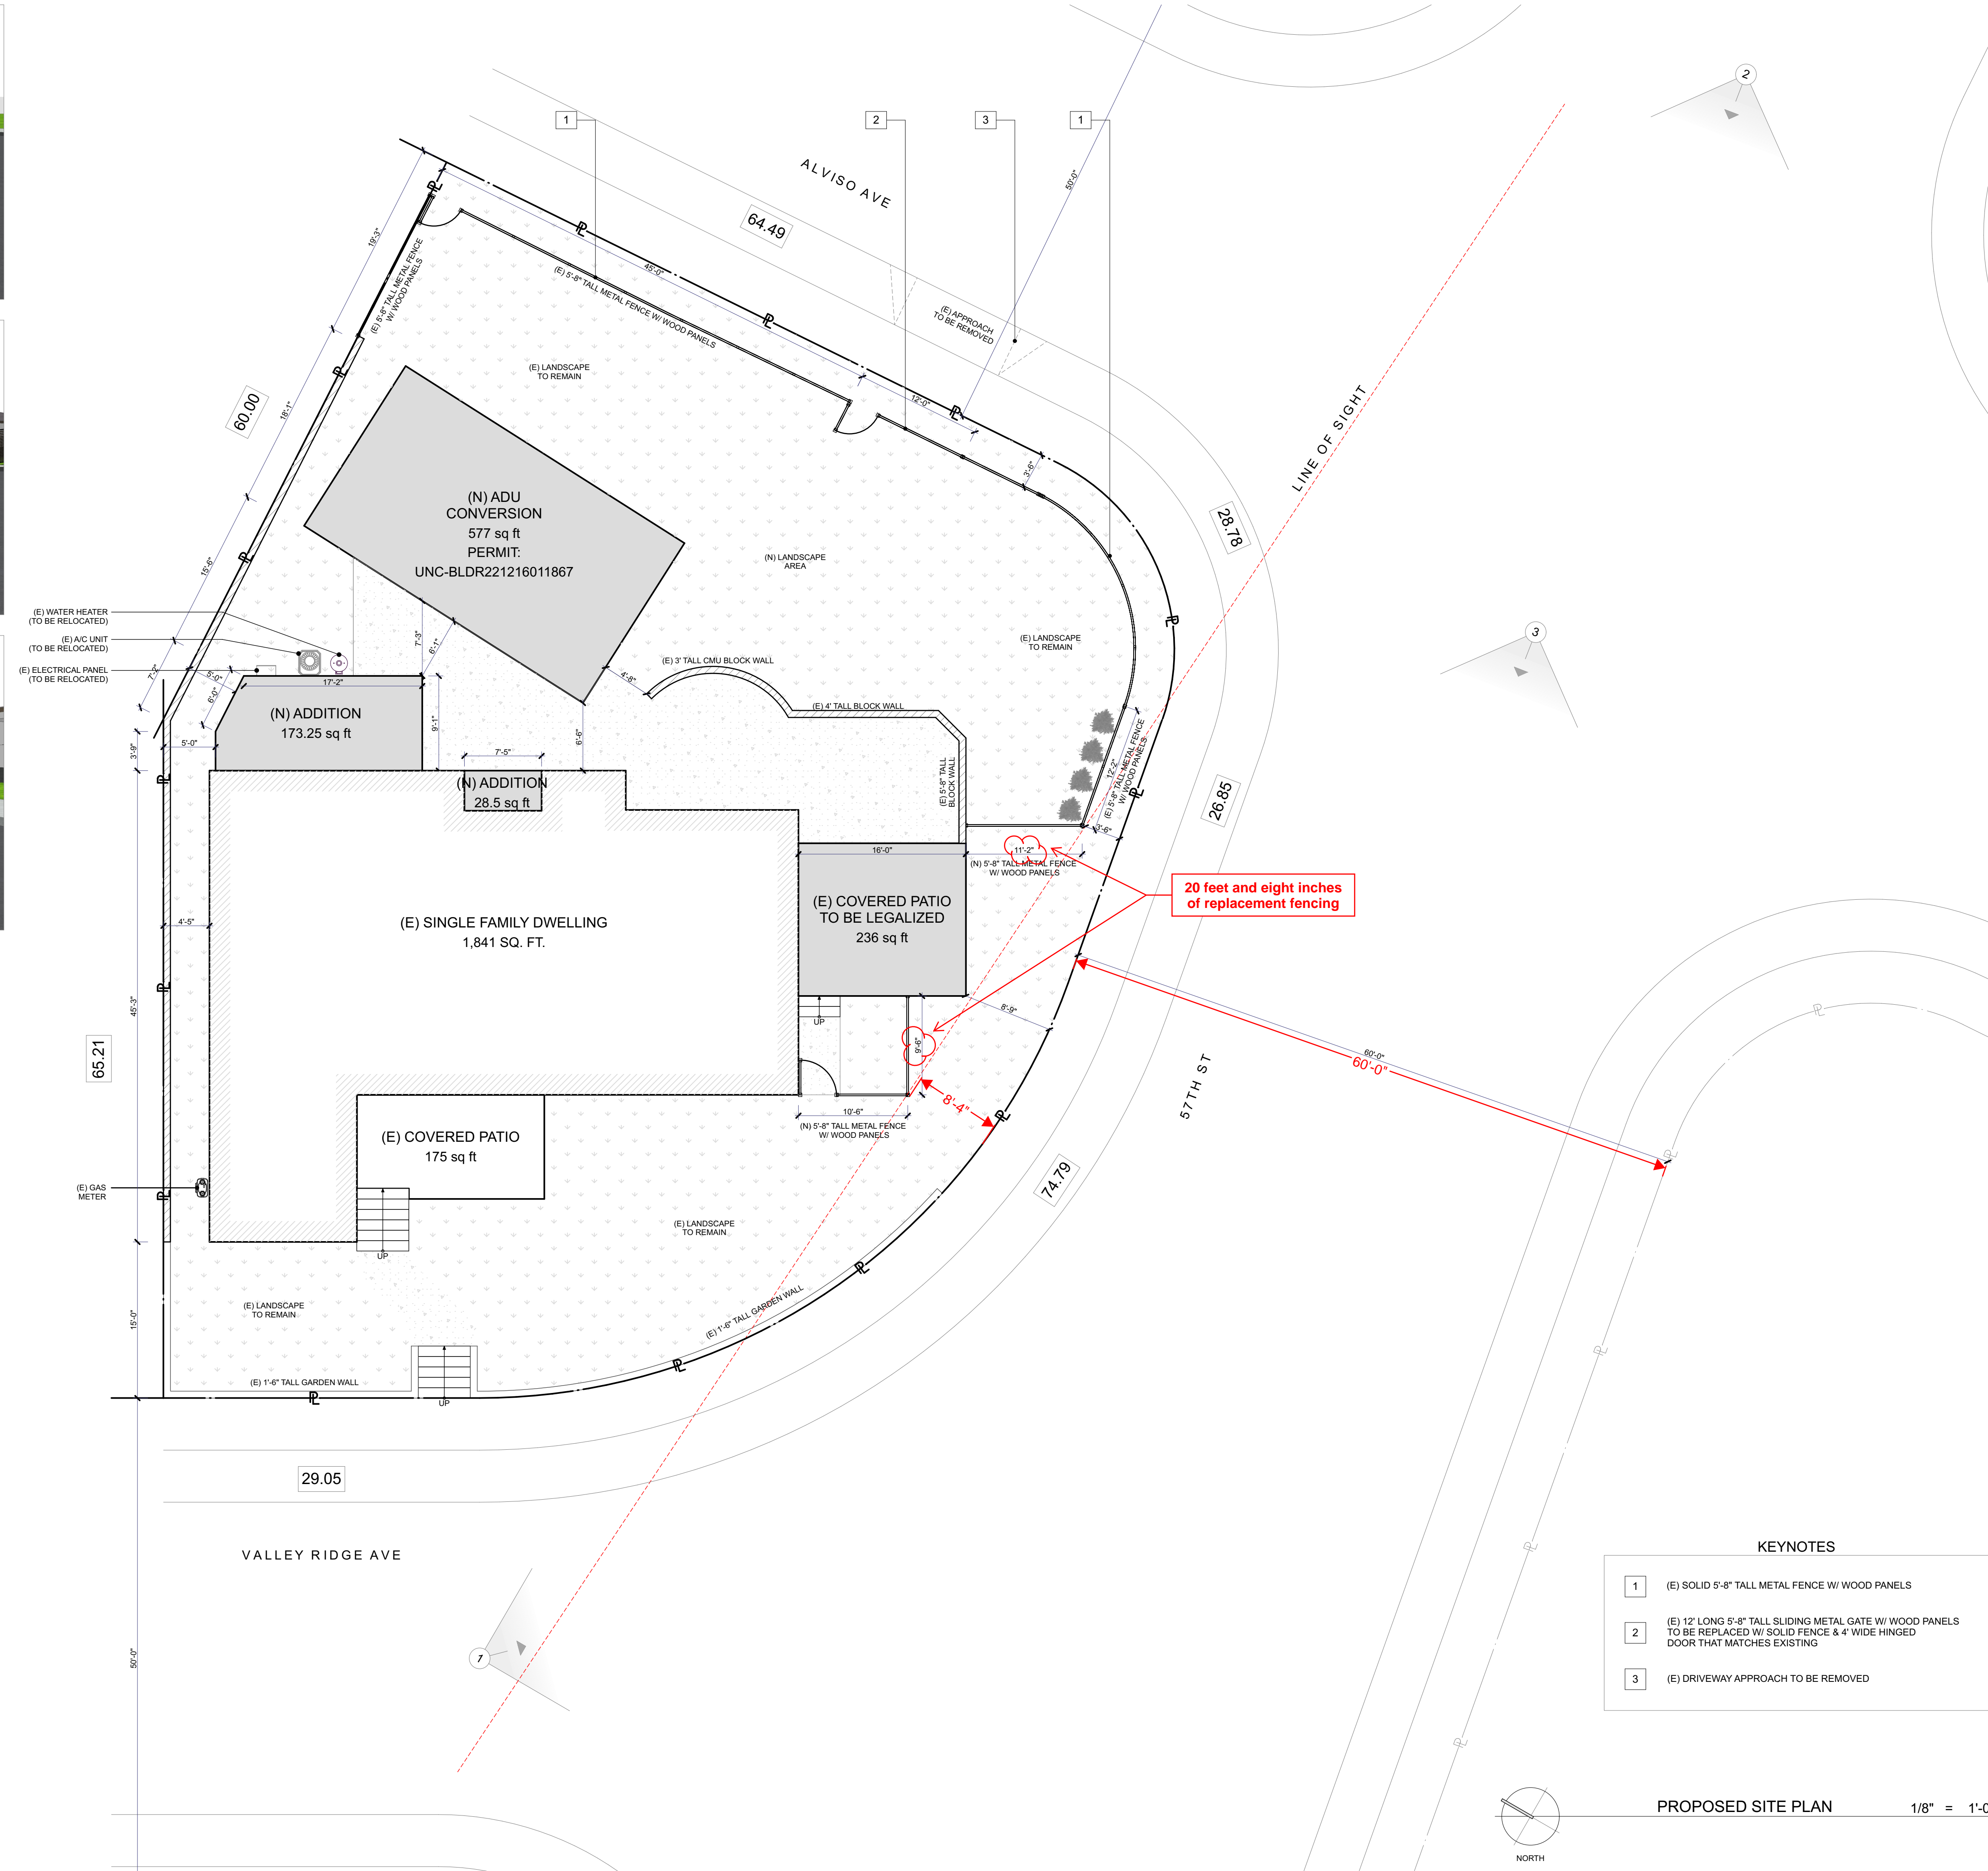 2
1
2
3
1
ALVISO AVE
50'-0"
64.49
19'-3"
45'-0"
(E) 5'-8" TALL METAL FENCE
W/ WOOD PANELS
(E) 5'-8" TALL METAL FENCE W/ WOOD PANELS
(E) APPROACH
TO BE REMOVED
(E) LANDSCAPE
TO REMAIN
12'-0"
60.00
18'-1"
LINE OF SIGHT
3'-6"
28.78
(N) ADU
CONVERSION
577 sq ft
PERMIT:
UNC-BLDR221216011867
(N) LANDSCAPE
AREA
15'-6"
(E) WATER HEATER
(TO BE RELOCATED)
(E) A/C UNIT
(TO BE RELOCATED)
(E) ELECTRICAL PANEL
(TO BE RELOCATED)
7'-3"
6'-1"
(E) LANDSCAPE
TO REMAIN
3
7'-2"
5'-0"
6'-0"
17'-2"
4'-8"
(E) 3' TALL CMU BLOCK WALL
(E) 4' TALL BLOCK WALL
(N) ADDITION
173.25 sq ft
9'-1"
6'-6"
3'-9"
5'-0"
7'-5"
(N) ADDITION
28.5 sq ft
(E) 5'-8" TALL
BLOCK WALL
12'-2"
(E) 5'-8" TALL METAL FENCE
W/ WOOD PANELS
26.85
3'-6"
16'-0"
11'-2"
(N) 5'-8" TALL METAL FENCE
W/ WOOD PANELS
20 feet and eight inches
of replacement fencing
(E) COVERED PATIO
TO BE LEGALIZED
236 sq ft
4'-5"
(E) SINGLE FAMILY DWELLING
1,841 SQ. FT.
45'-3"
65.21
UP
9'-6"
8'-9"
60'-0"
60'-0"
57TH ST
8'-4"
10'-6"
(N) 5'-8" TALL METAL FENCE
W/ WOOD PANELS
(E) COVERED PATIO
175 sq ft
74.79
(E) GAS
METER
UP
(E) LANDSCAPE
TO REMAIN
(E) LANDSCAPE
TO REMAIN
15'-0"
(E) 1'-6" TALL GARDEN WALL
(E) 1'-6" TALL GARDEN WALL
UP
29.05
VALLEY RIDGE AVE
50'-0"
1
KEYNOTES
1 (E) SOLID 5'-8" TALL METAL FENCE W/ WOOD PANELS
2 (E) 12' LONG 5'-8" TALL SLIDING METAL GATE W/ WOOD PANELS
TO BE REPLACED W/ SOLID FENCE & 4' WIDE HINGED
DOOR THAT MATCHES EXISTING
3 (E) DRIVEWAY APPROACH TO BE REMOVED
PROPOSED SITE PLAN 1/8" = 1'-0
NORTH